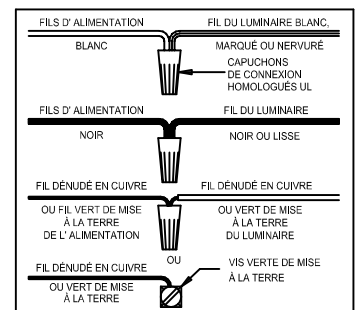 FILS D' ALIMENTATION
FIL DU LUMINAIRE BLANC,
BLANC
MARQUÉ OU NERVURÉ
CAPUCHONS
DE CONNEXION
HOMOLOGUÉS UL
FILS D' ALIMENTATION
FIL DU LUMINAIRE
NOIR
NOIR OU LISSE
FIL DÉNUDÉ EN CUIVRE
FIL DÉNUDÉ EN CUIVRE
OU FIL VERT DE MISE
À LA TERRE
DE L' ALIMENTATION
OU VERT DE MISE
À LA TERRE
DU LUMINAIRE
OU
FIL DÉNUDÉ EN CUIVRE
OU VERT DE MISE
À LA TERRE
VIS VERTE DE MISE
À LA TERRE